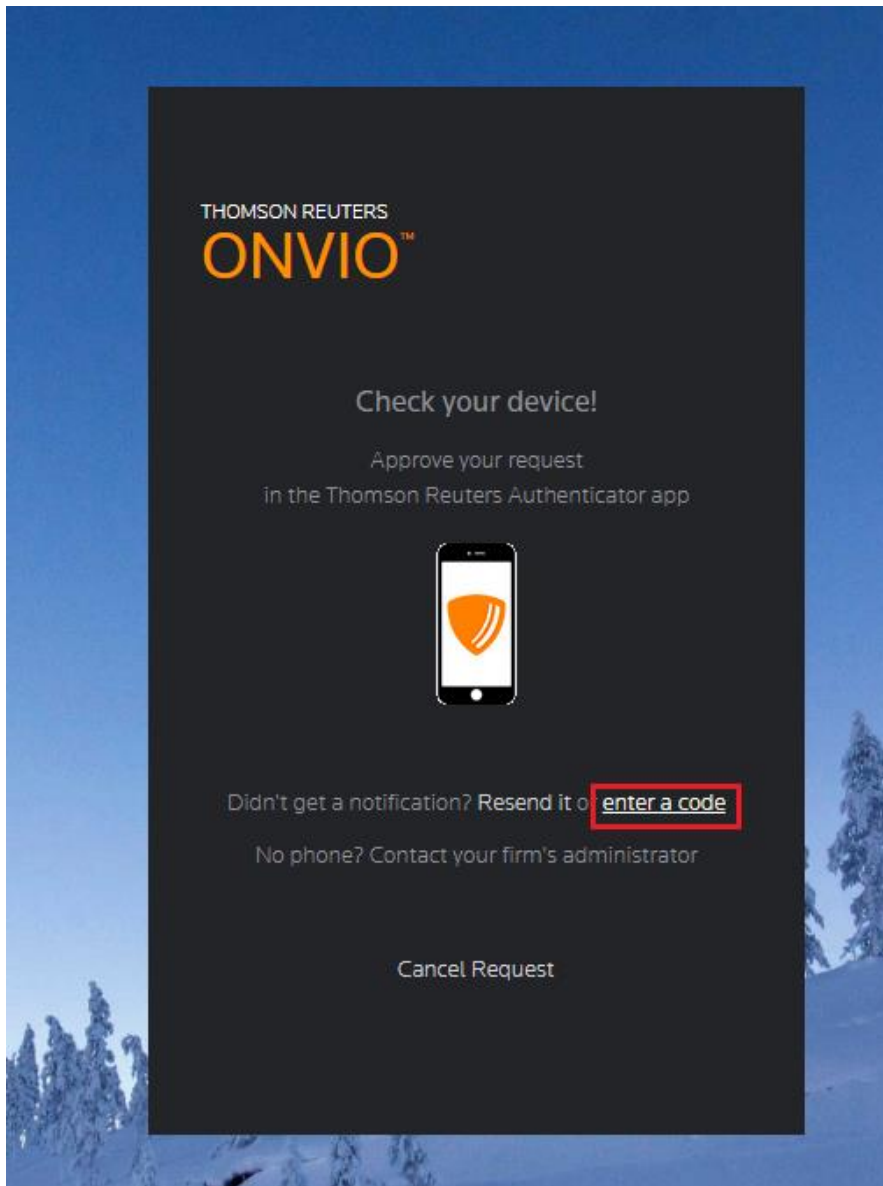 THOMSON REUTERS
ONVIO™
Check your device!
Approve your request
in the Thomson Reuters Authenticator app
Didn't get a notification? Resend it or enter a code
No phone? Contact your firm's administrator
Cancel Request